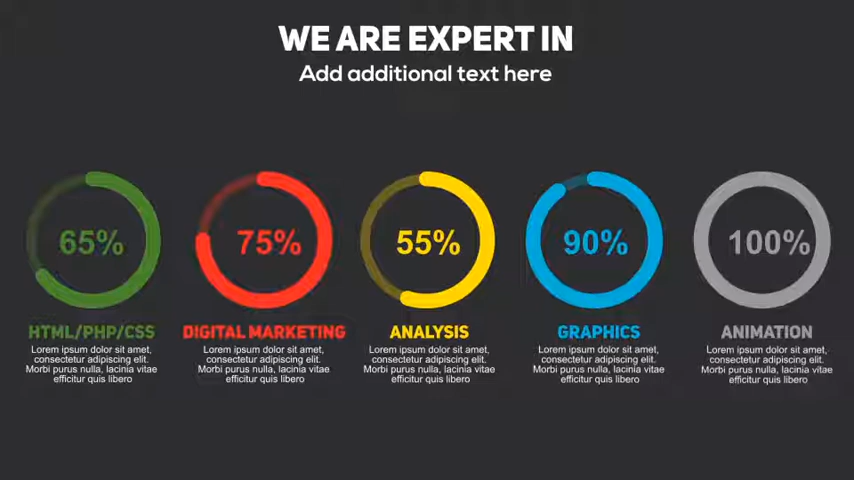 WE ARE EXPERT IN
Add additional text here
65%
75%
55%
90%
100%
HTML/PHP/CSS
Lorem ipsum dolor sit amet,
consectetur adipiscing elit.
Morbi purus nulla, lacinia vitae
efficitur quis libero
DIGITAL MARKETING
Lorem ipsum dolor sit amet,
consectetur adipiscing elit.
Morbi purus nulla, lacinia vitae
efficitur quis libero
ANALYSIS
Lorem ipsum dolor sit amet,
consectetur adipiscing elit.
Morbi purus nulla, lacinia vitae
efficitur quis libero
GRAPHICS
Lorem ipsum dolor sit amet,
consectetur adipiscing elit.
Morbi purus nulla, lacinia vitae
efficitur quis libero
ANIMATION
Lorem ipsum dolor sit amet,
consectetur adipiscing elit.
Morbi purus nulla, lacinia vitae
efficitur quis libero